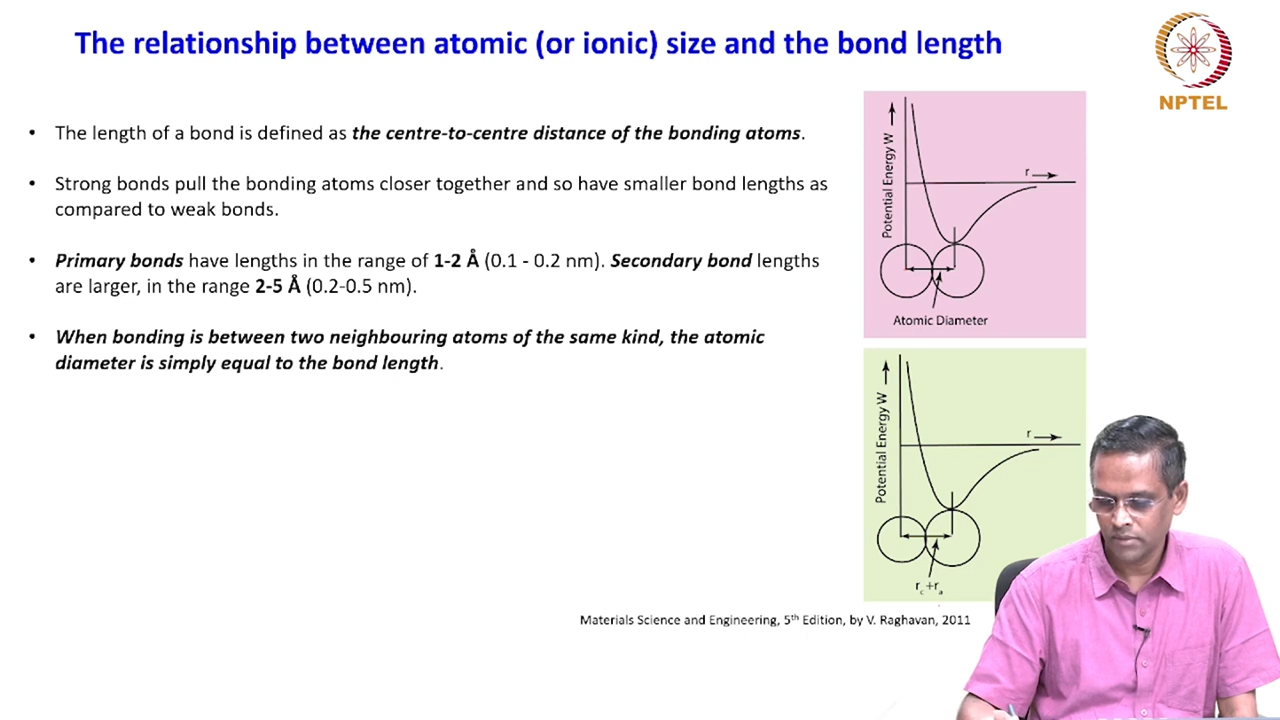 The relationship between atomic (or ionic) size and the bond length
NPTEL
• The length of a bond is defined as the centre-to-centre distance of the bonding atoms.
• Strong bonds pull the bonding atoms closer together and so have smaller bond lengths as
compared to weak bonds.
• Primary bonds have lengths in the range of 1-2 Å (0.1 - 0.2 nm). Secondary bond lengths
are larger, in the range 2-5 Å (0.2-0.5 nm).
• When bonding is between two neighbouring atoms of the same kind, the atomic
diameter is simply equal to the bond length.
Potential Energy W
r
Atomic Diameter
Potential Energy W
r
rc+ra
Materials Science and Engineering, 5th Edition, by V. Raghavan, 2011